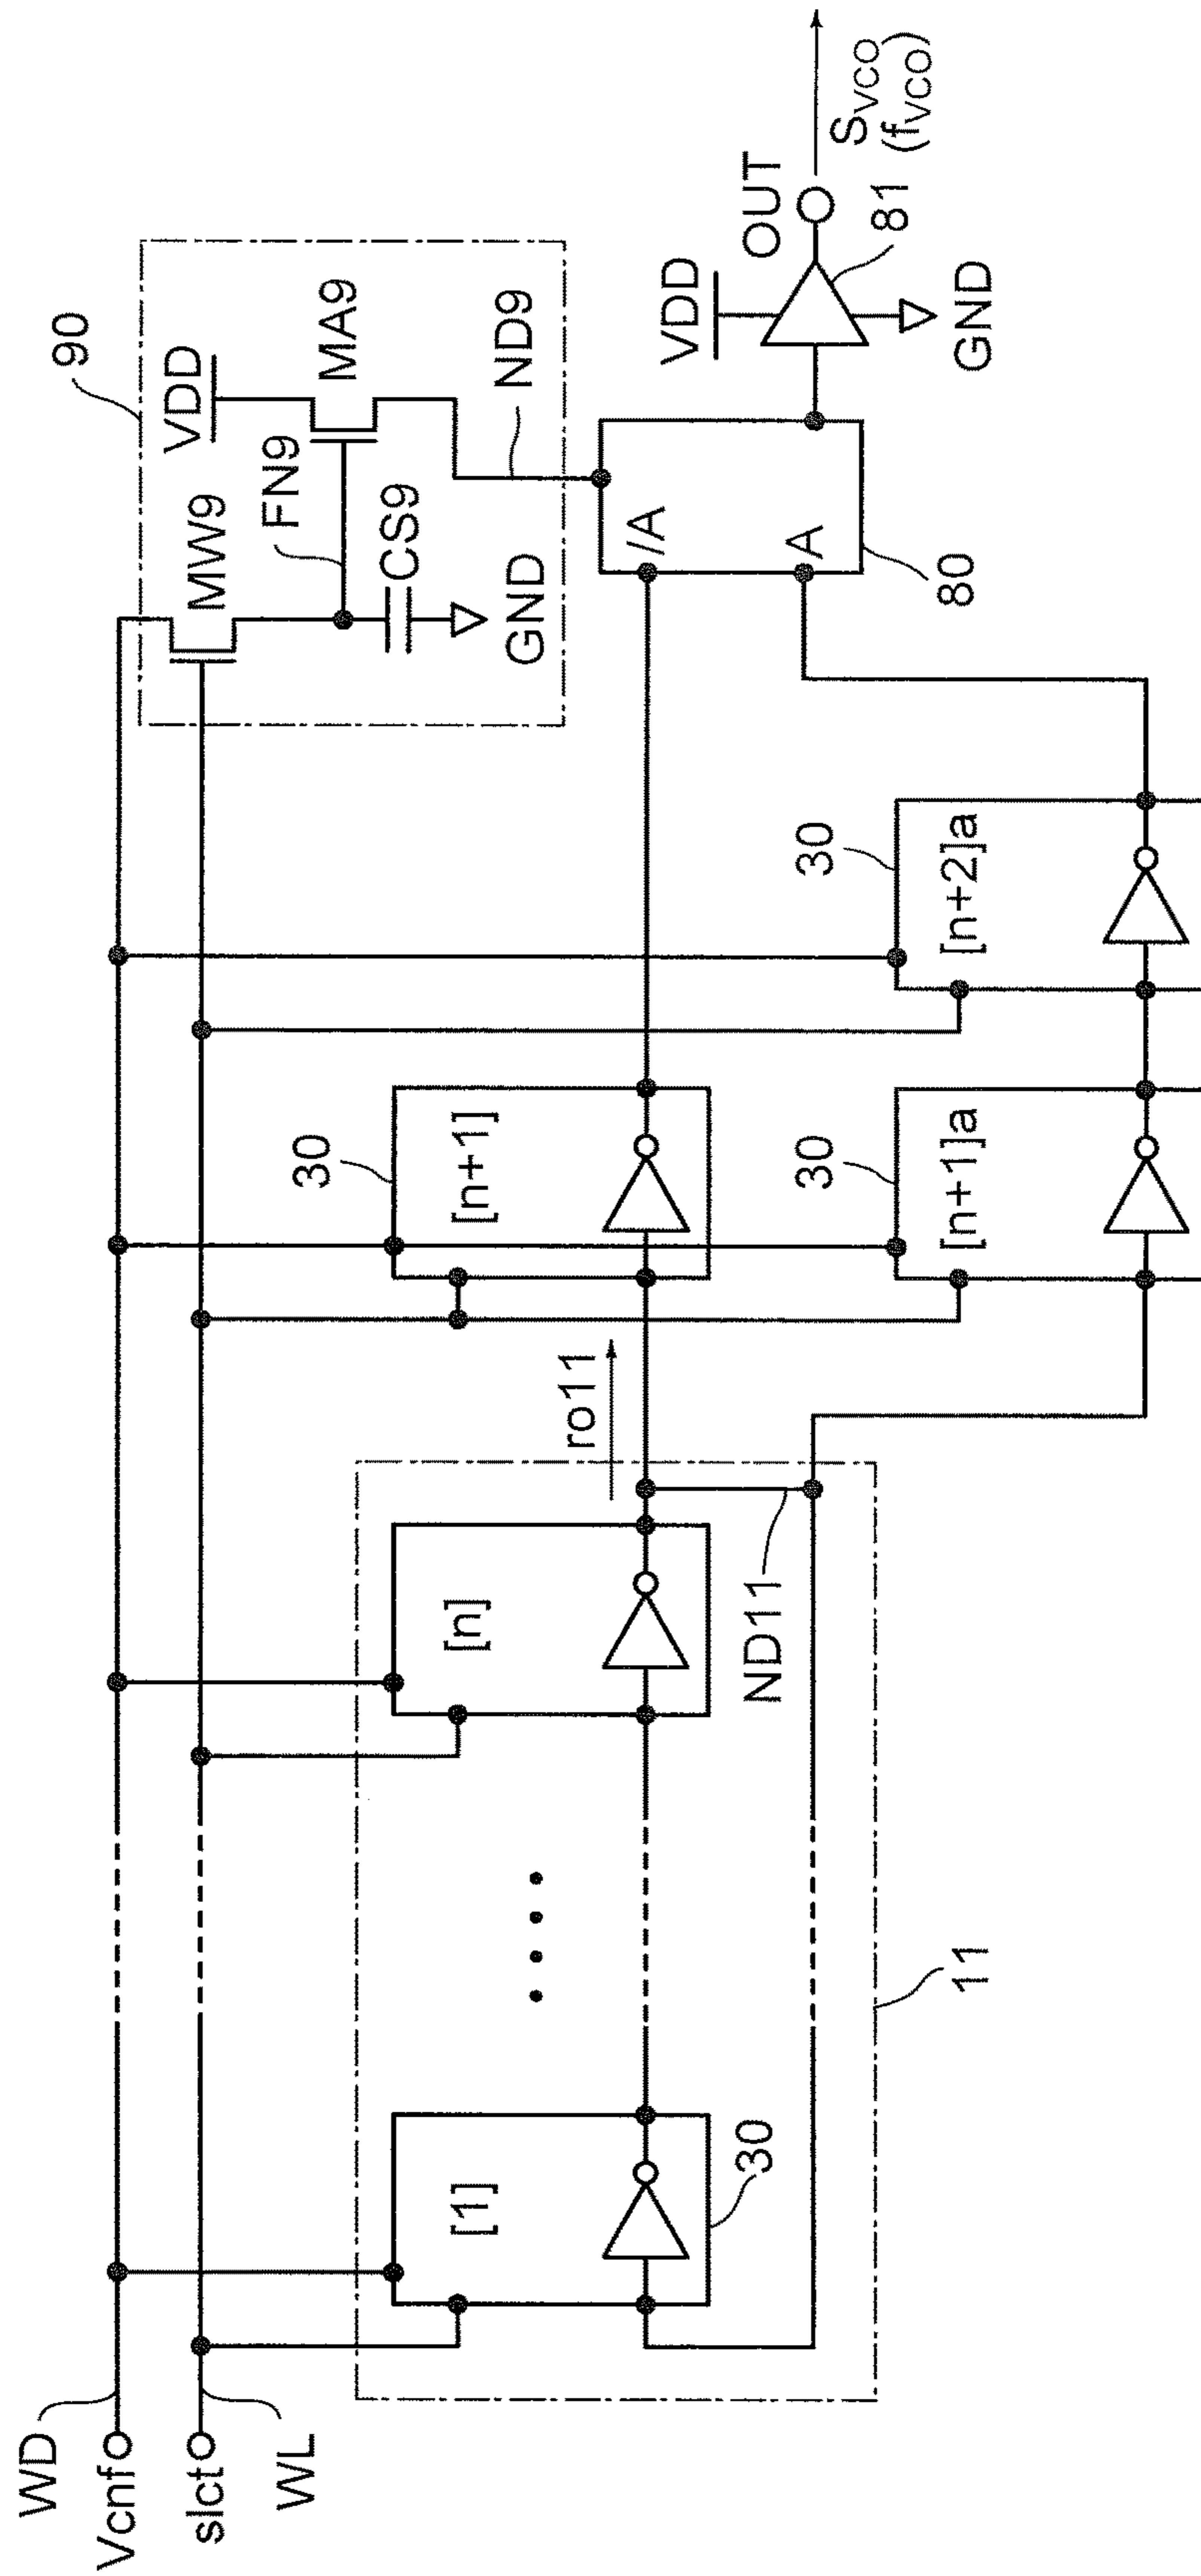 WD
Vcnf
slct
WL
[1]
30
[n]
ND11
11
ro11
[n+1]
30
[n+1]a
30
[n+2]a
30
90
VDD
MW9
MA9
FN9
CS9
GND
ND9
/A
A
80
VDD
OUT
81
GND
SVCO
(fVCO)